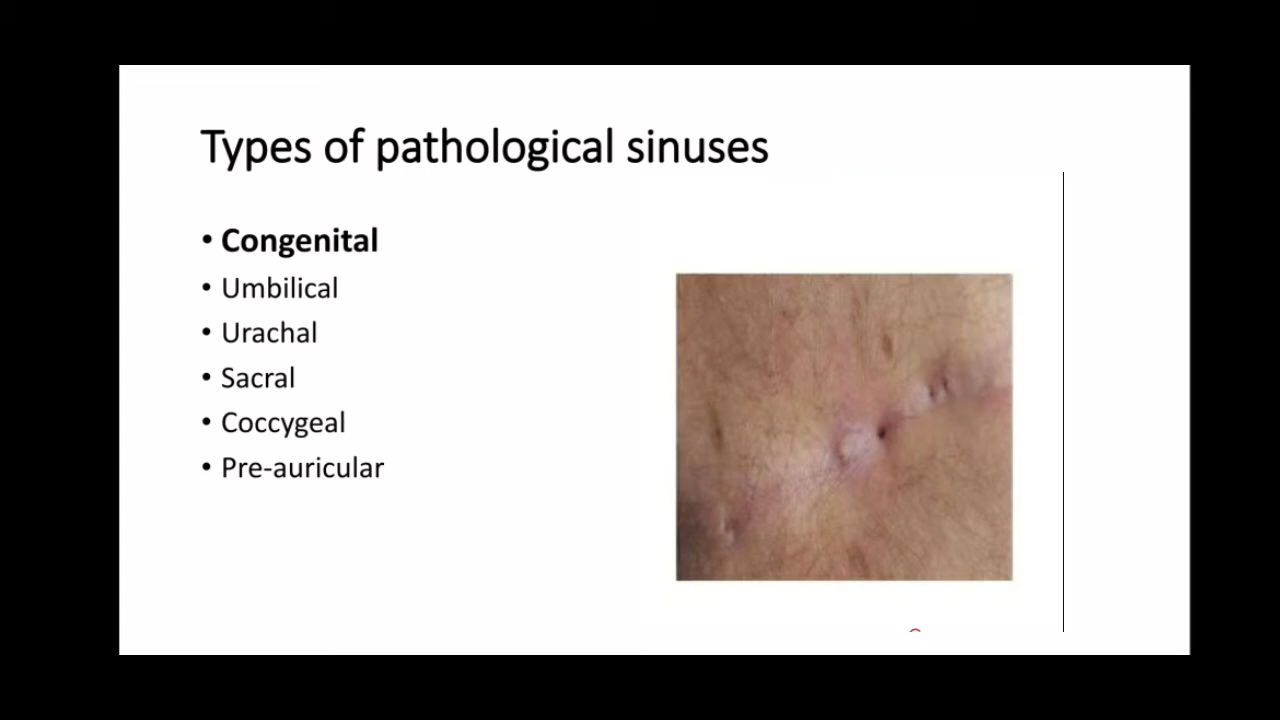 Types of pathological sinuses
• Congenital
• Umbilical
• Urachal
• Sacral
• Coccygeal
• Pre-auricular